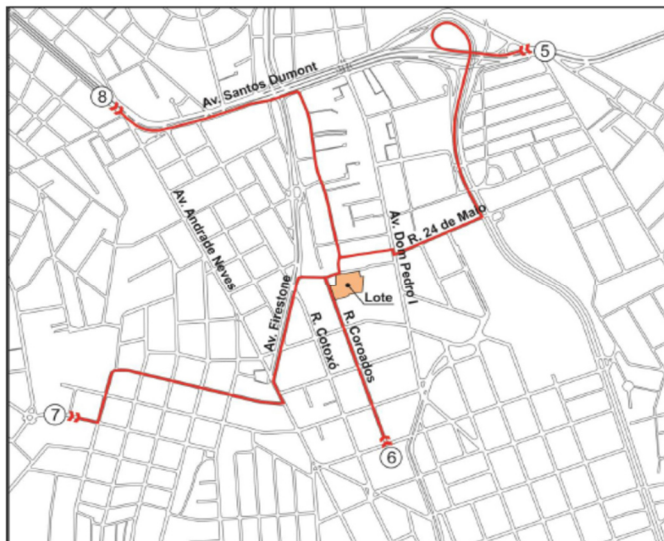 5
8
Av. Santos Dumont
Av. Andrade Neves
Av. Dom Pedro I
R. 24 de Maio
Av. Firestone
Lote
R. Cotoxó
R. Coroados
7
6